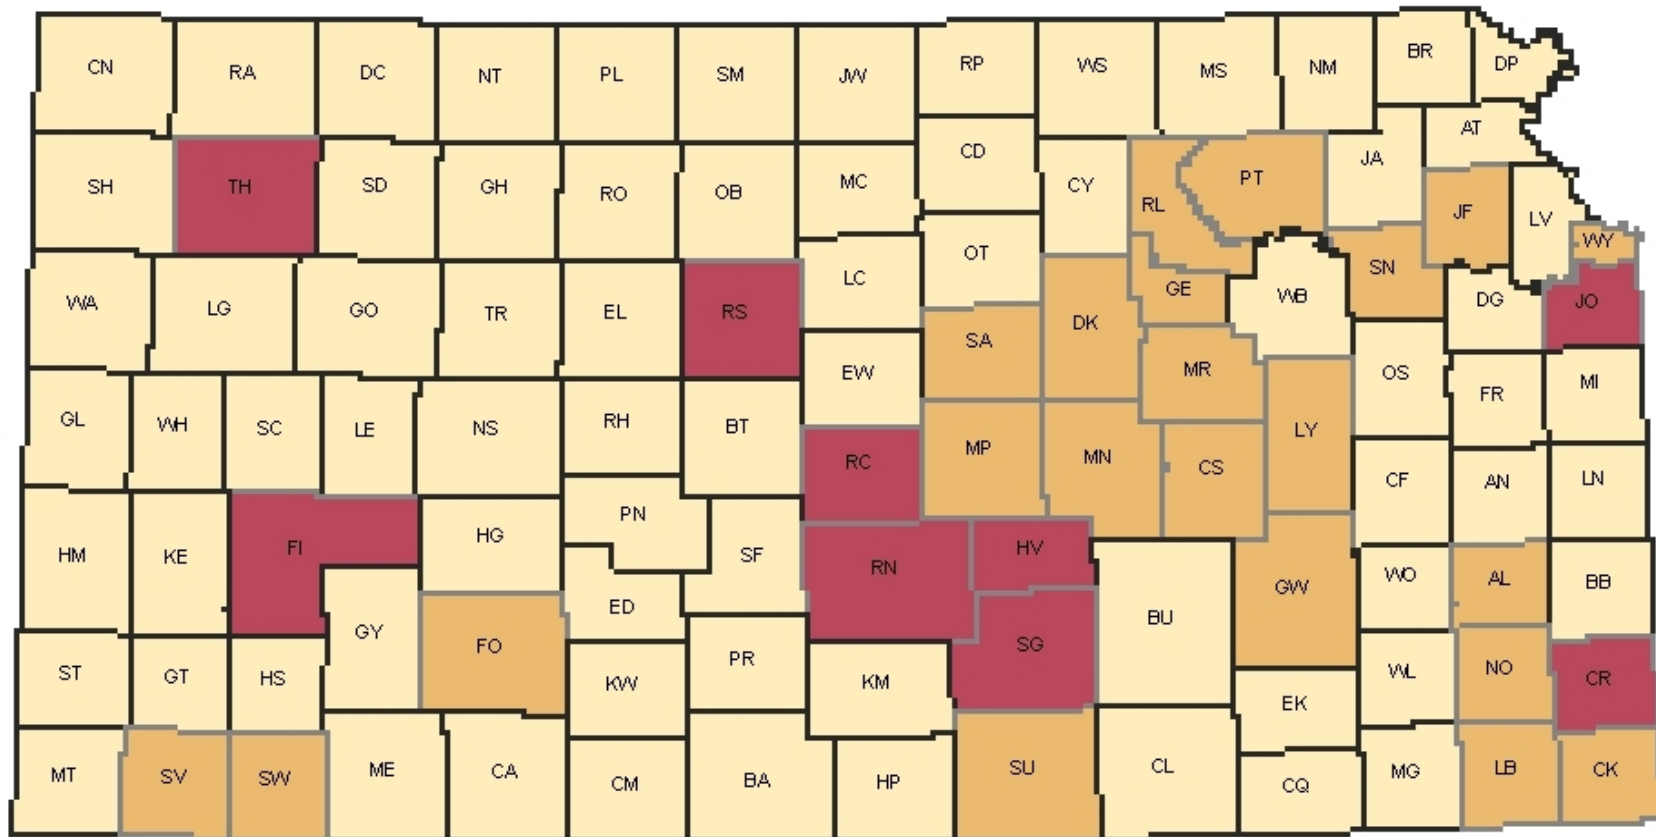 CN RA DC NT PL SM JW RP WS MS NM BR DP
SH TH SD GH RO OB MC CD CY RL PT JA AT
JF LV WY
WA LG GO TR EL RS LC OT DK GE WB SN DG JO
GL WH SC LE NS RH BT EW SA MR OS FR MI
HM KE FI HG PN SF RC MP MN CS LY CF AN LN
GY ED RN HV BU GW WO AL BB
ST GT HS FO KW PR KM SG EK WL NO CR
MT SV SW ME CA CM BA HP SU CL CQ MG LB CK